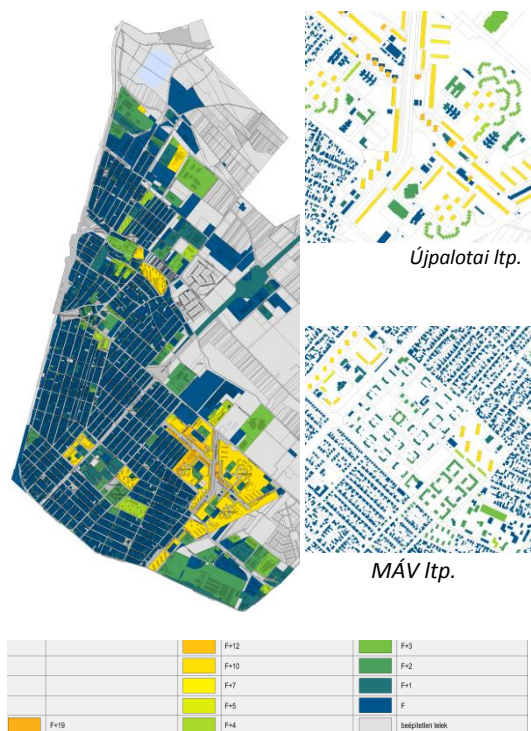 Újpalotai ltp.
MÁV ltp.
F+12
F+3
F+10
F+2
F+7
F+1
F+5
F
F+19
F+4
beépítetlen telek